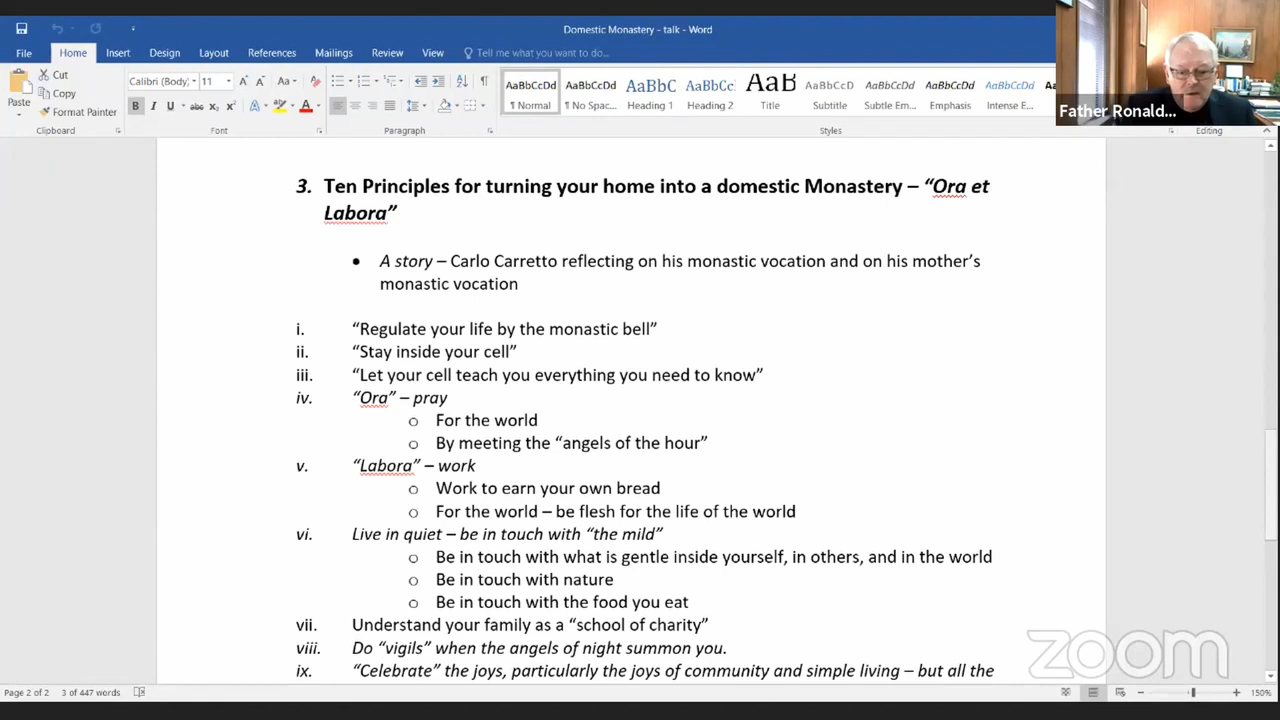 Domestic Monastery - talk - Word
File Home Insert Design Layout References Mailings Review View Tell me what you want to do...
Father Ronald...
Paste
Cut
Copy
Format Painter
Calibri (Body) 11
¶ Normal
¶ No Spac...
Heading 1
Heading 2
Title
Subtitle
Subtle Em...
Emphasis
Intense E...
Clipboard Font Paragraph Styles Editing
3. Ten Principles for turning your home into a domestic Monastery – “Ora et
Labora”
• A story – Carlo Carretto reflecting on his monastic vocation and on his mother’s
monastic vocation
i. “Regulate your life by the monastic bell”
ii. “Stay inside your cell”
iii. “Let your cell teach you everything you need to know”
iv. “Ora” – pray
o For the world
o By meeting the “angels of the hour”
v. “Labora” – work
o Work to earn your own bread
o For the world – be flesh for the life of the world
vi. Live in quiet – be in touch with “the mild”
o Be in touch with what is gentle inside yourself, in others, and in the world
o Be in touch with nature
o Be in touch with the food you eat
vii. Understand your family as a “school of charity”
viii. Do “vigils” when the angels of night summon you.
ix. “Celebrate” the joys, particularly the joys of community and simple living – but all the
zoom
Page 2 of 2 3 of 447 words 150%